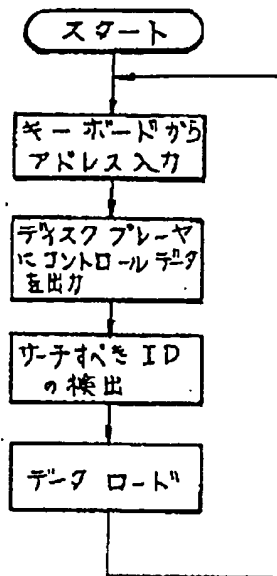 スタート
キーボードから
アドレス入力
ディスクプレーヤ
にコントロールデータ
を出力
サーチすべきID
の検出
データロード